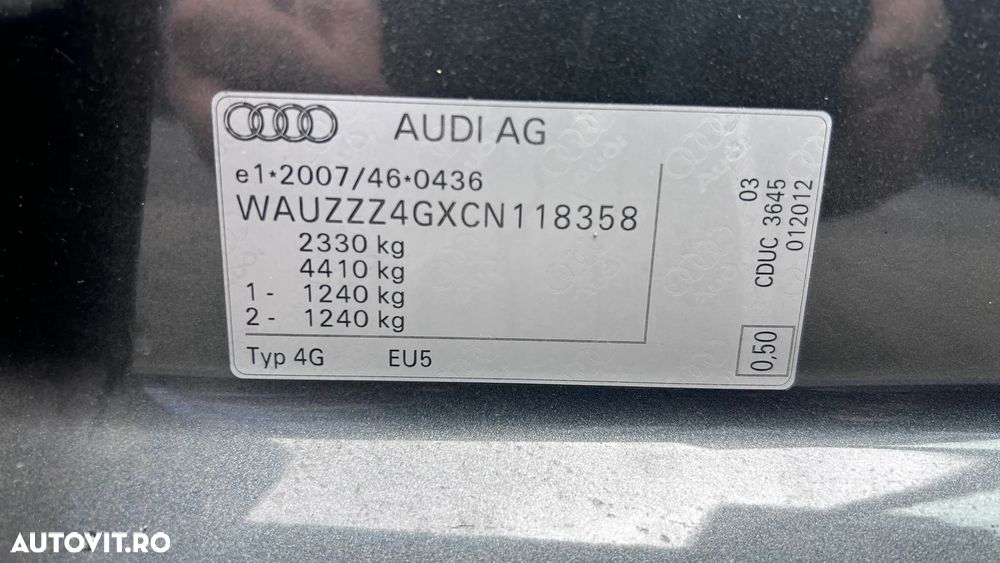 AUDI AG
e1*2007/46*0436
WAUZZZ4GXCN118358
2330 kg
4410 kg
1 - 1240 kg
2 - 1240 kg
Typ 4G EU5
03
CDUC 3645
012012
0,50
AUTOVIT.RO